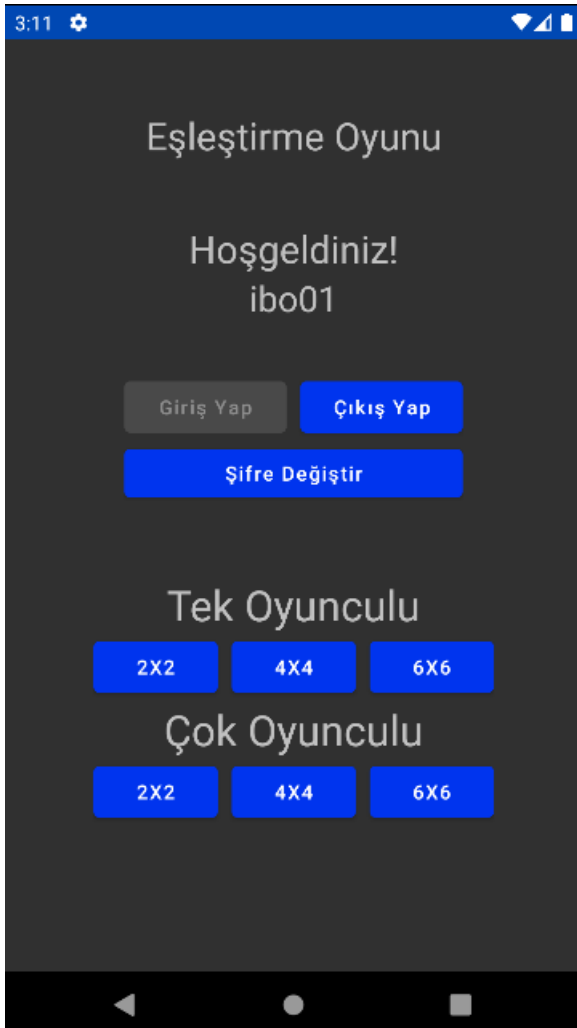 3:11
Eşleştirme Oyunu
Hoşgeldiniz!
ibo01
Giriş Yap Çıkış Yap
Şifre Değiştir
Tek Oyunculu
2X2 4X4 6X6
Çok Oyunculu
2X2 4X4 6X6